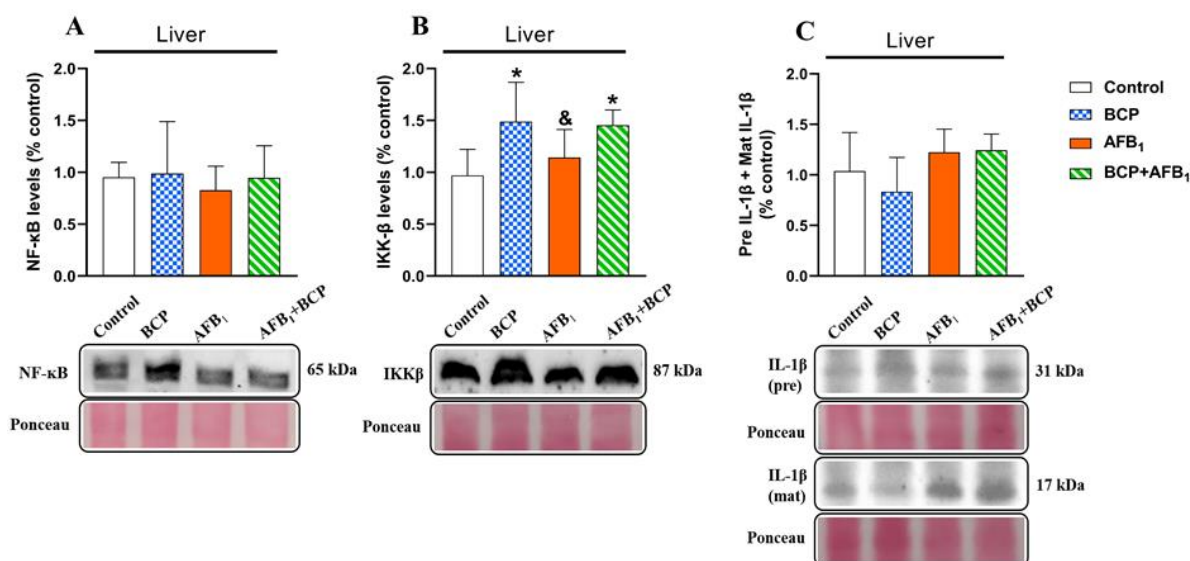 A
Liver
NF-κB levels (% control)
2.0
1.5
1.0
0.5
0.0
Control
BCP
AFB₁
AFB₁+BCP
NF-κB
65 kDa
Ponceau
B
Liver
IKK-β levels (% control)
2.0
1.5
1.0
0.5
0.0
*
&
*
Control
BCP
AFB₁
AFB₁+BCP
IKKβ
87 kDa
Ponceau
C
Liver
Pre IL-1β + Mat IL-1β
(% control)
2.0
1.5
1.0
0.5
0.0
Control
BCP
AFB₁
AFB₁+BCP
IL-1β
(pre)
31 kDa
Ponceau
IL-1β
(mat)
17 kDa
Ponceau
Control
BCP
AFB₁
BCP+AFB₁